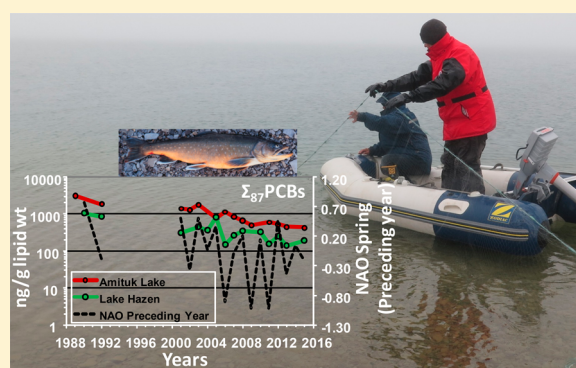 Σ87PCBs
10000
1000
100
10
1
ng/g lipid wt
1.20
0.70
0.20
-0.30
-0.80
-1.30
NAO Spring
(Preceding year)
Amituk Lake
Lake Hazen
NAO Preceding Year
1988 1992 1996 2000 2004 2008 2012 2016
Years
Z